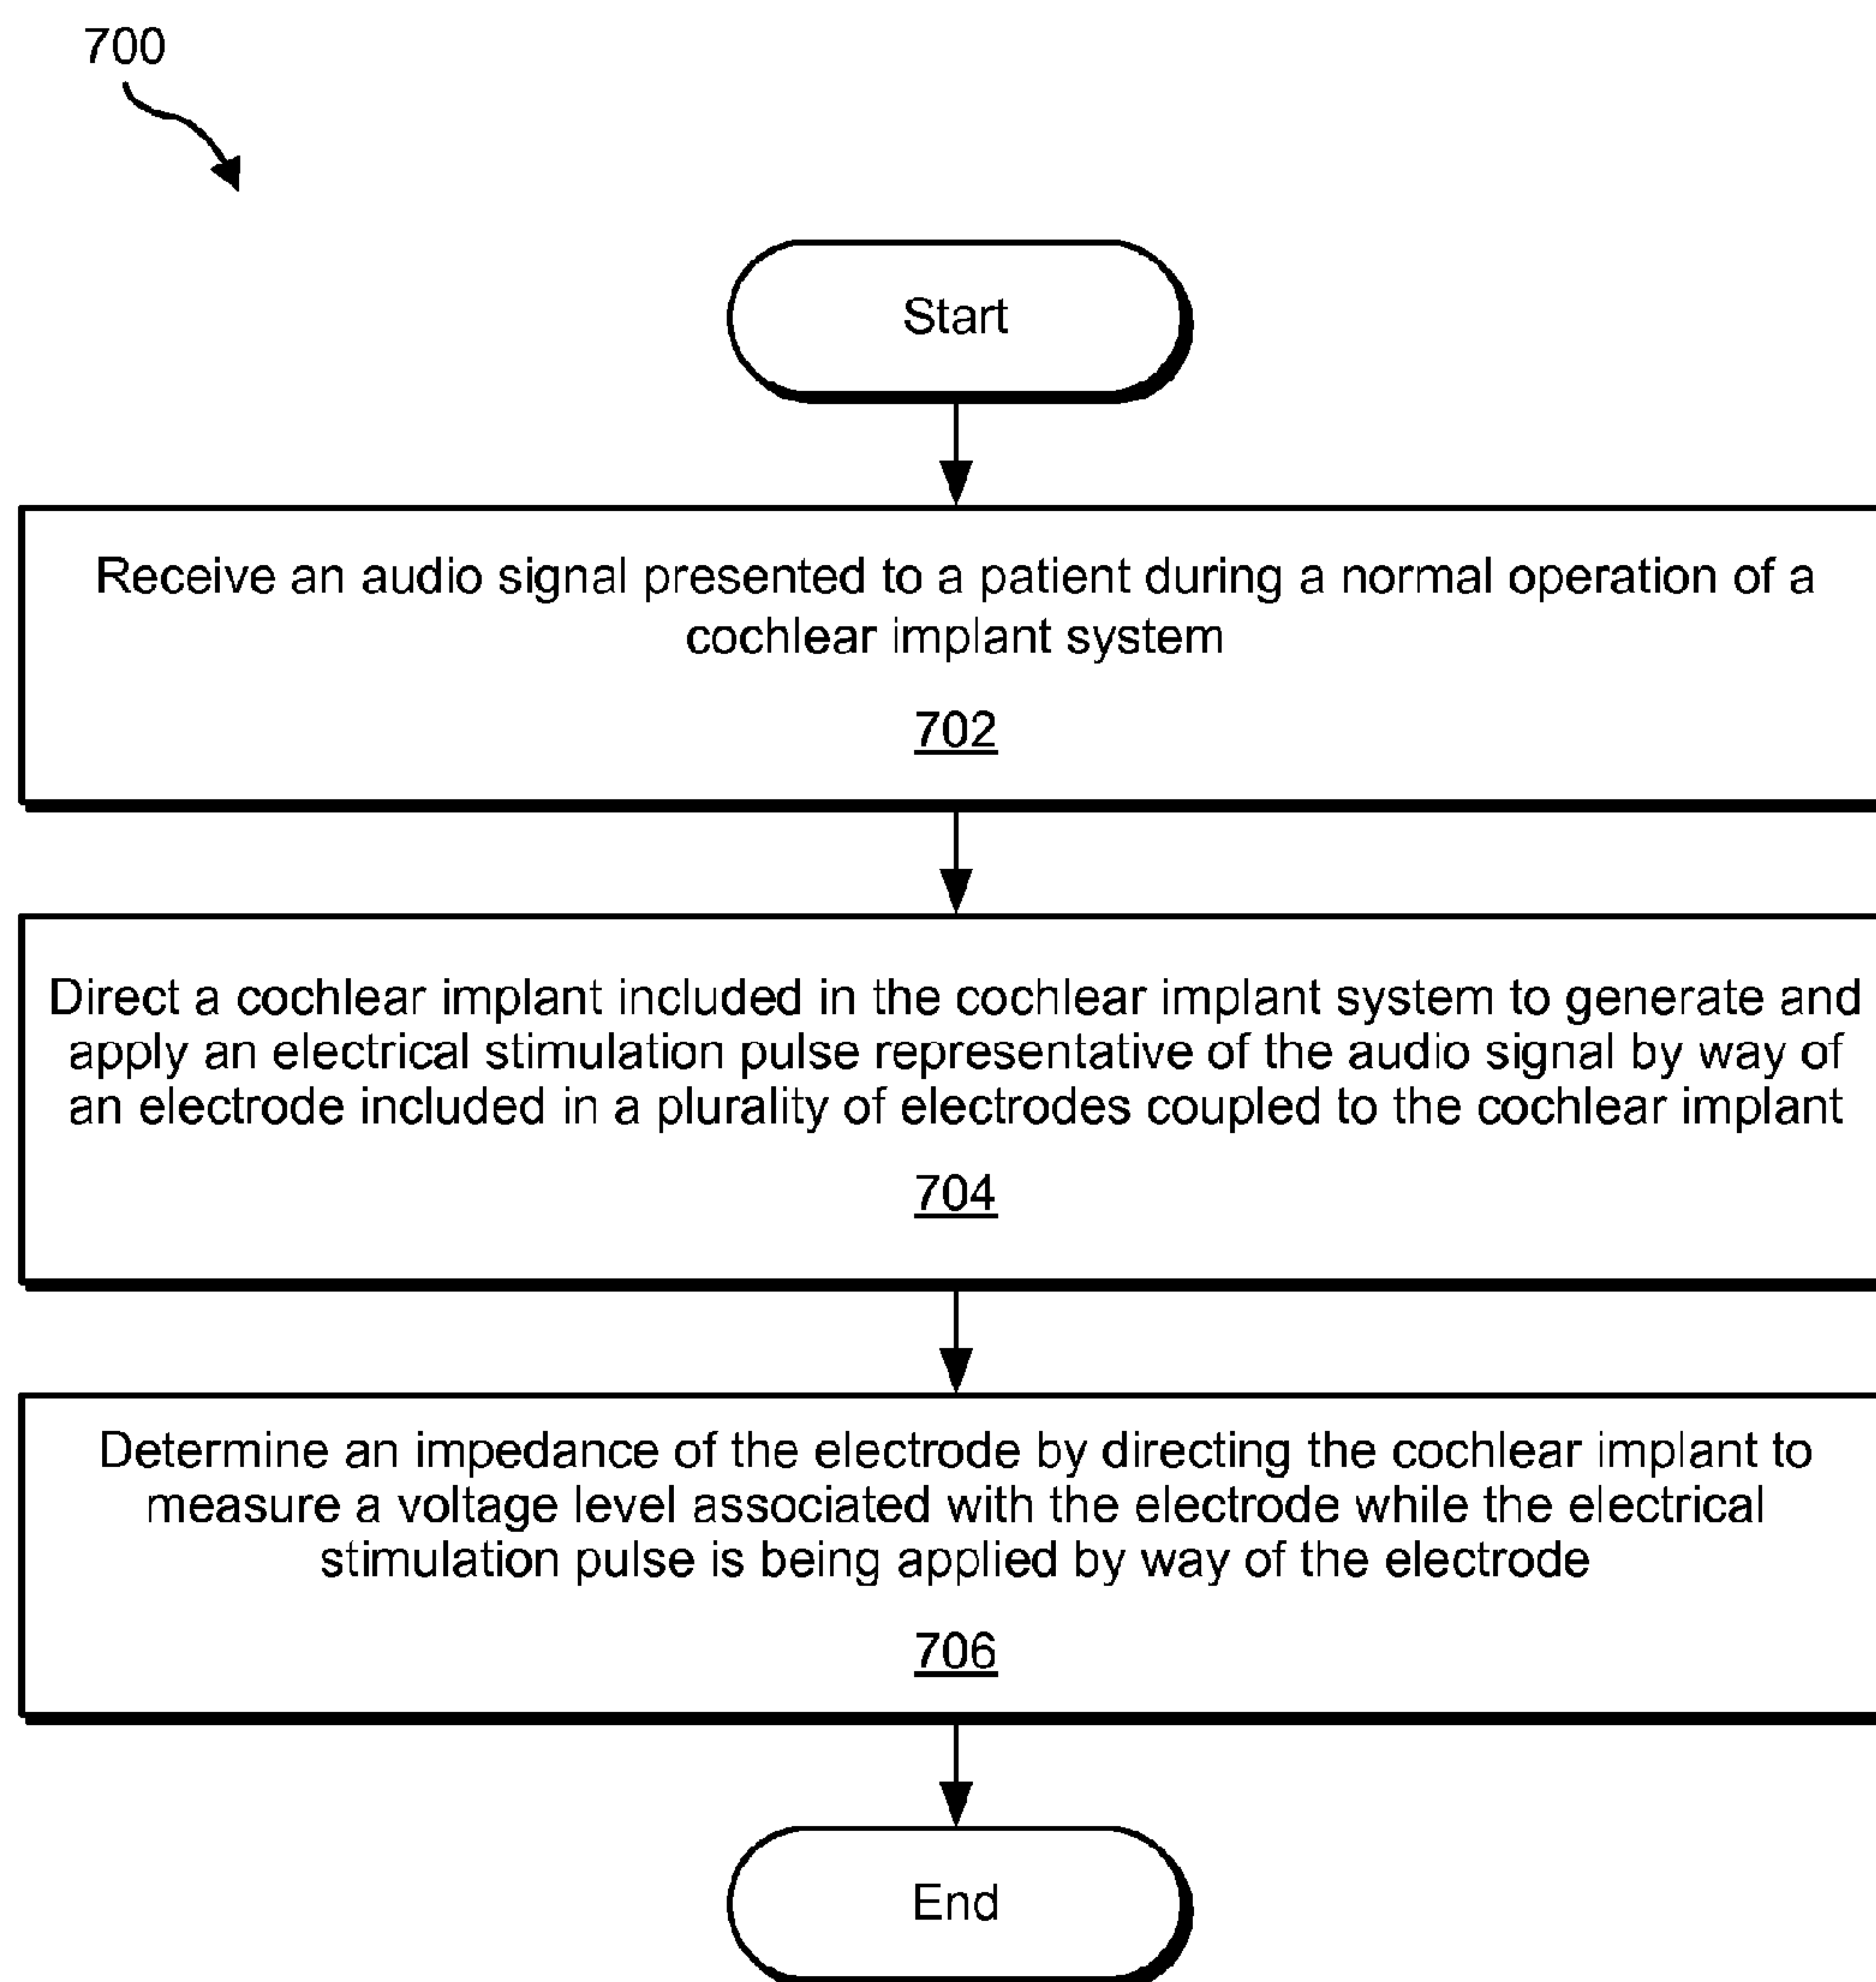 700
Start
Receive an audio signal presented to a patient during a normal operation of a
cochlear implant system
702
Direct a cochlear implant included in the cochlear implant system to generate and
apply an electrical stimulation pulse representative of the audio signal by way of
an electrode included in a plurality of electrodes coupled to the cochlear implant
704
Determine an impedance of the electrode by directing the cochlear implant to
measure a voltage level associated with the electrode while the electrical
stimulation pulse is being applied by way of the electrode
706
End